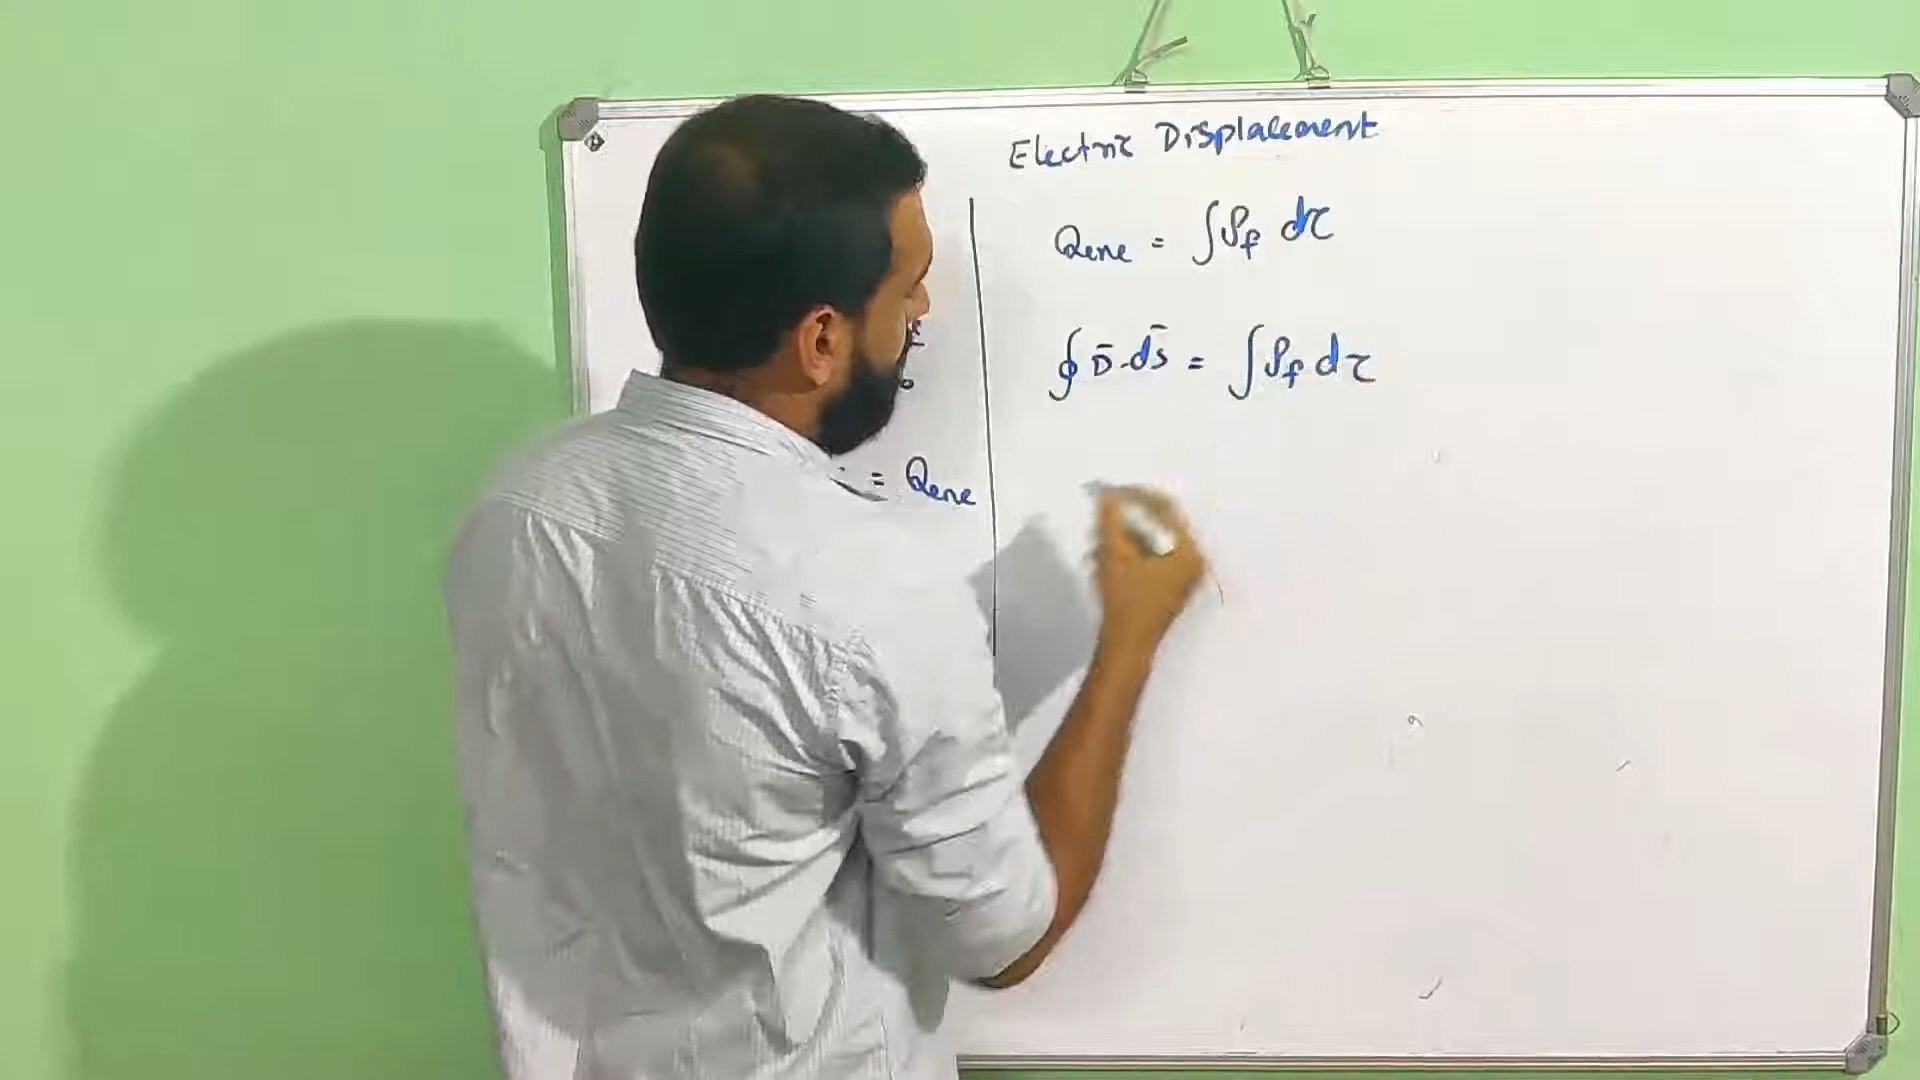 Electric Displacement
= Qenc
Qenc = ∫ρf dτ
∮ D̄.ds̄ = ∫ρf dτ